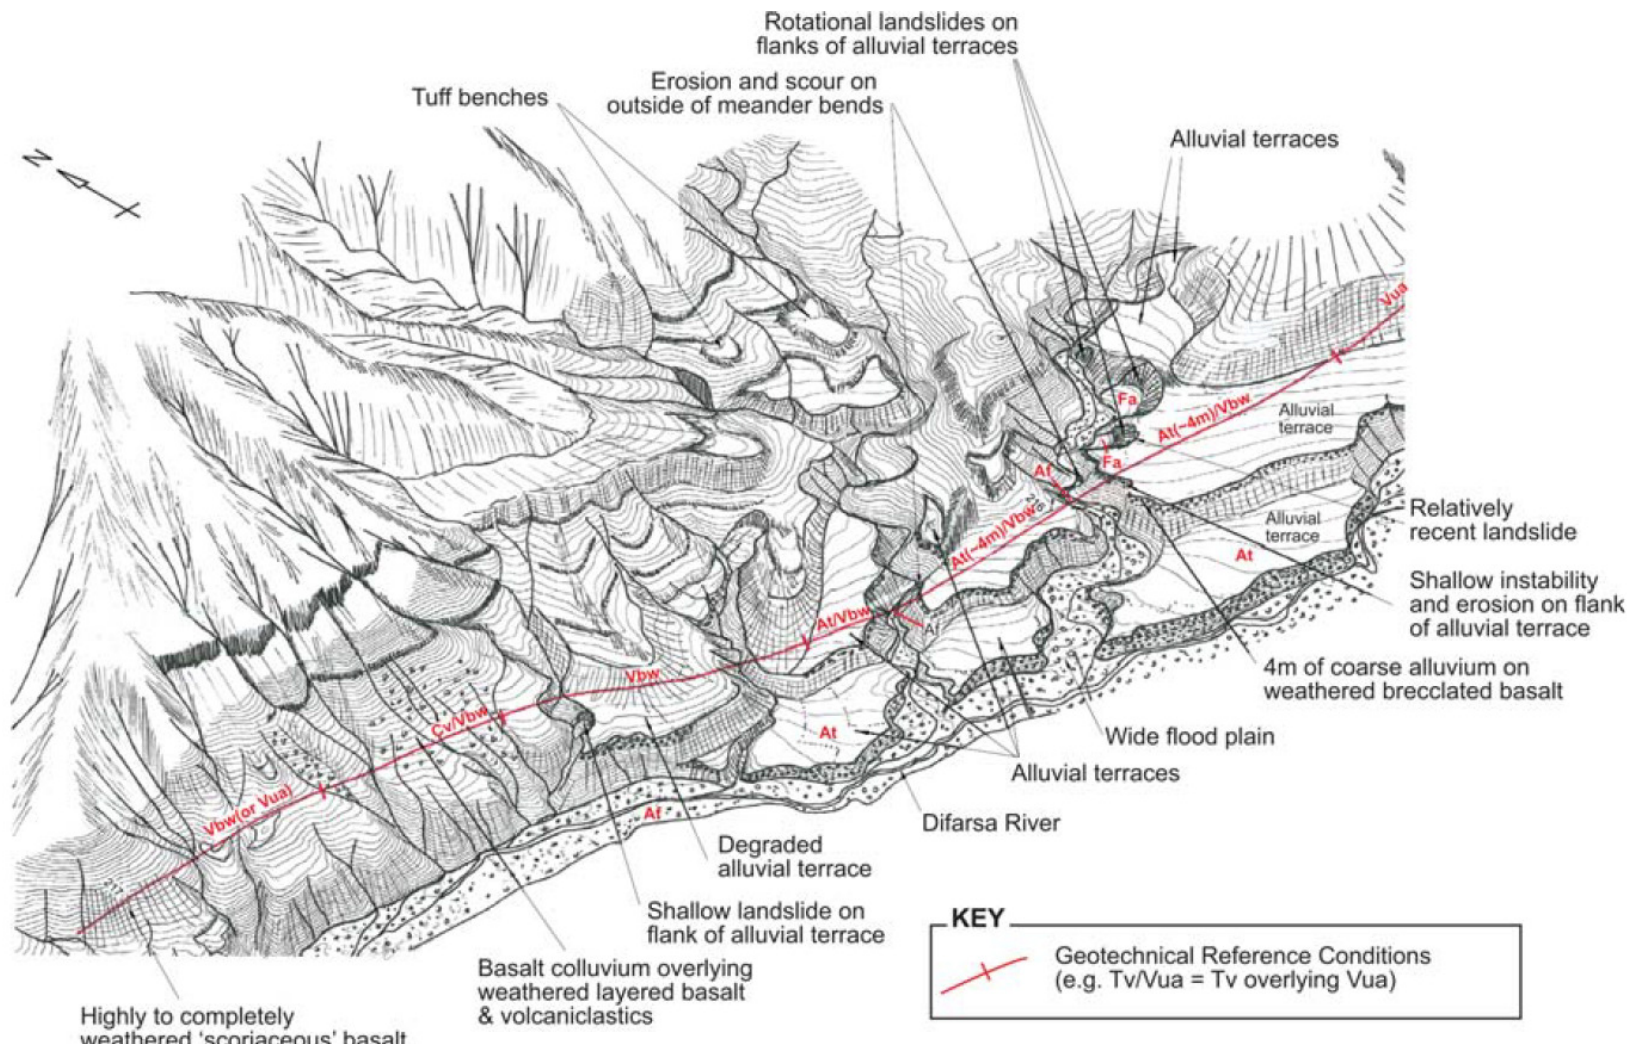 Rotational landslides on
flanks of alluvial terraces
Erosion and scour on
outside of meander bends
Tuff benches
Alluvial terraces
N
Vua
Fa
At(~4m)/Vbw
Alluvial
terrace
Fa
Af
At(~4m)/Vbw
Alluvial
terrace
At
Relatively
recent landslide
Shallow instability
and erosion on flank
of alluvial terrace
4m of coarse alluvium on
weathered brecclated basalt
At/Vbw
Af
Vbw
Cv/Vbw
At
Wide flood plain
Alluvial terraces
Vbw(or Vua)
Af
Difarsa River
Degraded
alluvial terrace
Shallow landslide on
flank of alluvial terrace
Basalt colluvium overlying
weathered layered basalt
& volcaniclastics
Highly to completely
weathered ‘scoriaceous’ basalt
KEY
Geotechnical Reference Conditions
(e.g. Tv/Vua = Tv overlying Vua)